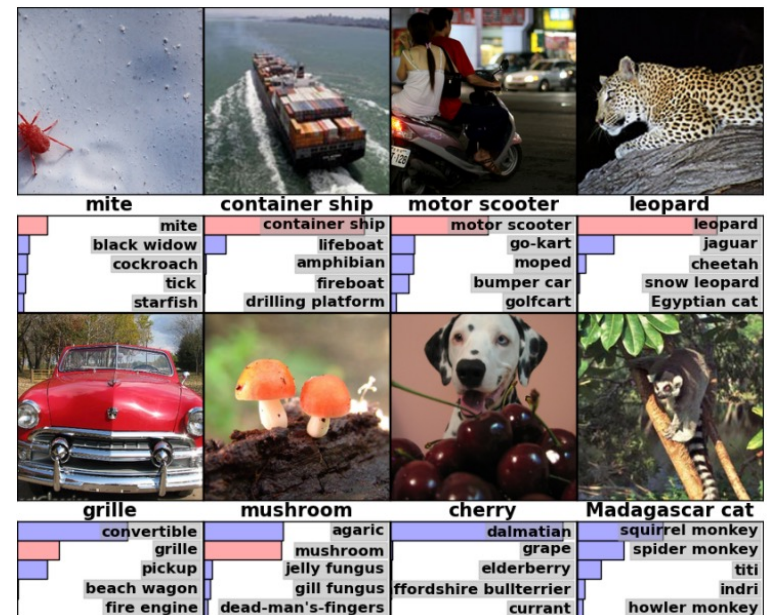 mite
container ship
motor scooter
leopard
mite
black widow
cockroach
tick
starfish
container ship
lifeboat
amphibian
fireboat
drilling platform
motor scooter
go-kart
moped
bumper car
golfcart
leopard
jaguar
cheetah
snow leopard
Egyptian cat
grille
mushroom
cherry
Madagascar cat
convertible
grille
pickup
beach wagon
fire engine
agaric
mushroom
jelly fungus
gill fungus
dead-man's-fingers
dalmatian
grape
elderberry
ffordshire bullterrier
currant
squirrel monkey
spider monkey
titi
indri
howler monkey